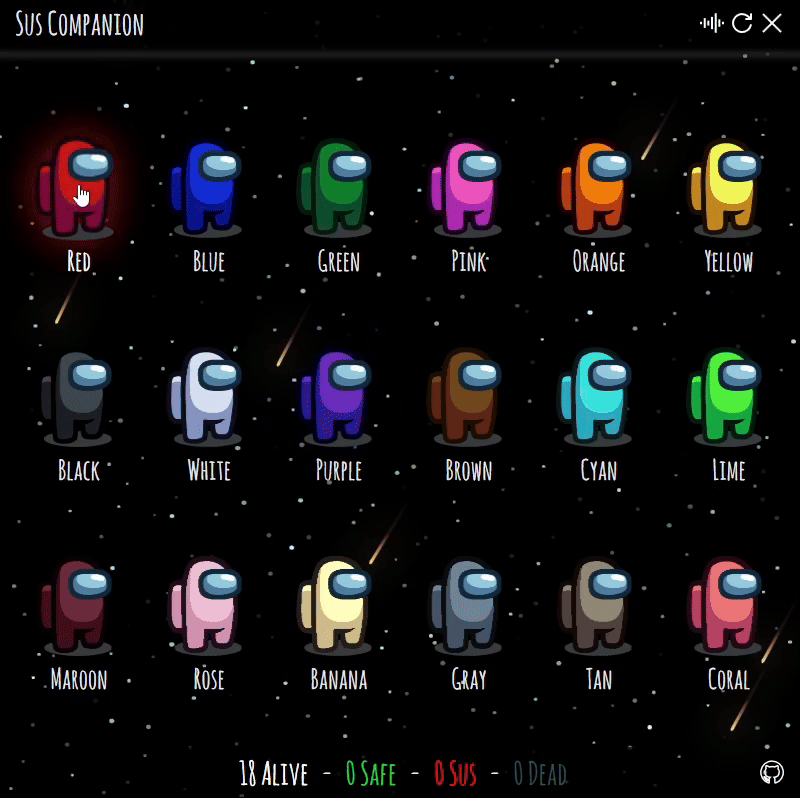 Sus Companion
Red Blue Green Pink Orange Yellow
Black White Purple Brown Cyan Lime
Maroon Rose Banana Gray Tan Coral
18 Alive - 0 Safe - 0 Sus - 0 Dead